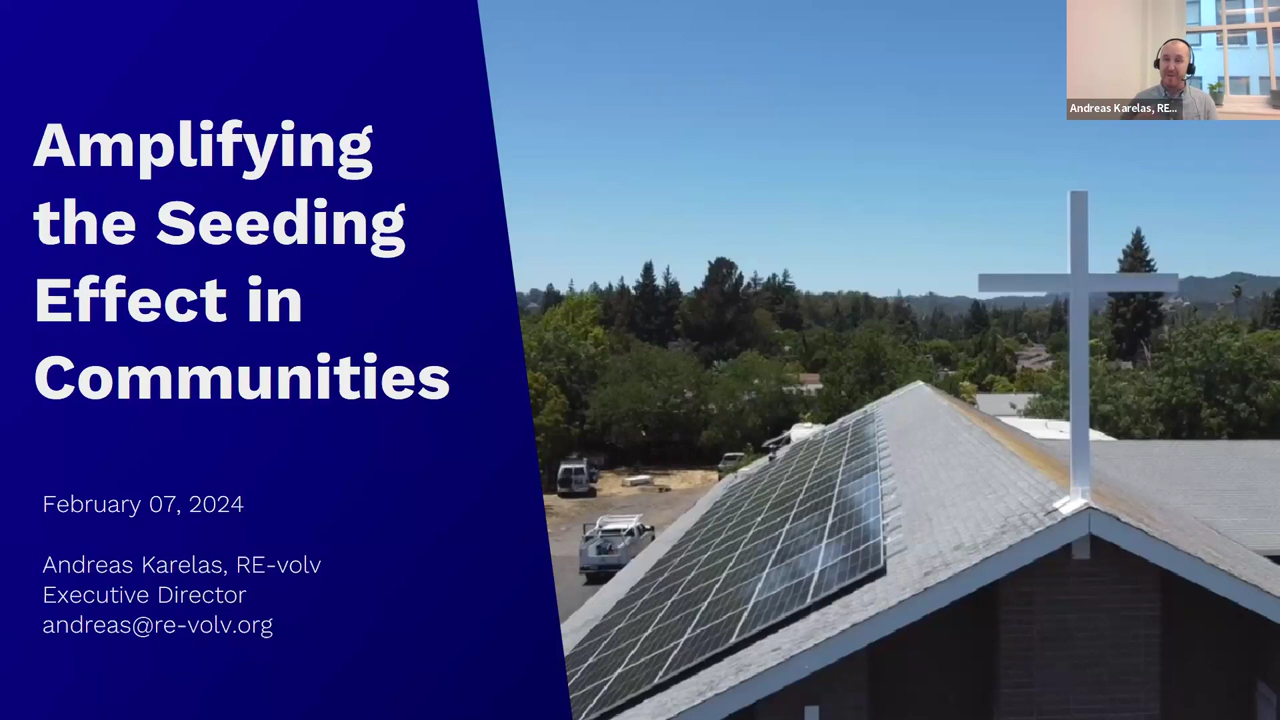 Amplifying
the Seeding
Effect in
Communities
February 07, 2024
Andreas Karelas, RE-volv
Executive Director
andreas@re-volv.org
Andreas Karelas, RE...